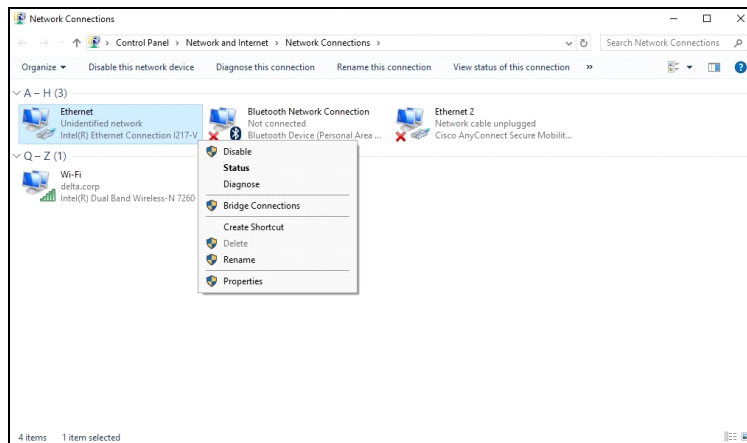 Network Connections
Control Panel > Network and Internet > Network Connections >
Search Network Connections
Organize
Disable this network device
Diagnose this connection
Rename this connection
View status of this connection
»
A – H (3)
Ethernet
Unidentified network
Intel(R) Ethernet Connection I217-V
Bluetooth Network Connection
Not connected
Bluetooth Device (Personal Area ...
Ethernet 2
Network cable unplugged
Cisco AnyConnect Secure Mobilit...
Q – Z (1)
Wi-Fi
delta.corp
Intel(R) Dual Band Wireless-N 7260
Disable
Status
Diagnose
Bridge Connections
Create Shortcut
Delete
Rename
Properties
4 items 1 item selected